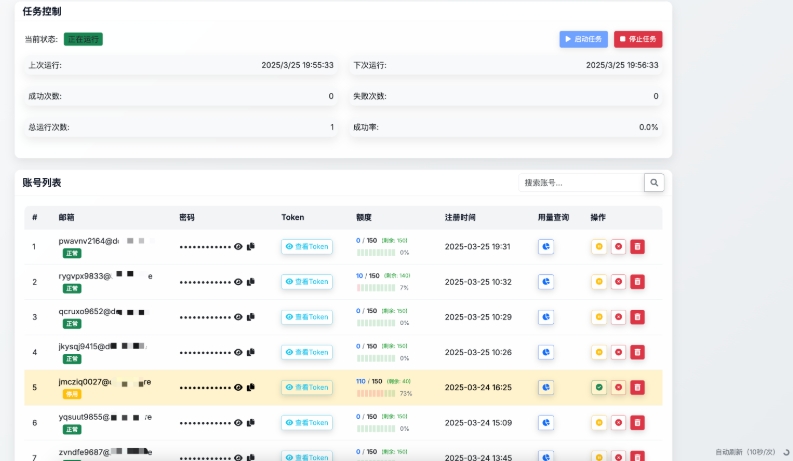 任务控制
当前状态: 正在运行 启动任务 停止任务
上次运行: 2025/3/25 19:55:33 下次运行: 2025/3/25 19:56:33
成功次数: 0 失败次数: 0
总运行次数: 1 成功率: 0.0%
账号列表 搜索账号...
# 邮箱 密码 Token 额度 注册时间 用量查询 操作
1 pwavnv2164@d 正常 •••••••••••• 查看Token 0 / 150 (剩余: 150) 0% 2025-03-25 19:31
2 rygvpx9833@ e 正常 •••••••••••• 查看Token 10 / 150 (剩余: 140) 7% 2025-03-25 10:32
3 qcruxo9652@d 正常 •••••••••••• 查看Token 0 / 150 (剩余: 150) 0% 2025-03-25 10:29
4 jkysqj9415@d 正常 •••••••••••• 查看Token 0 / 150 (剩余: 150) 0% 2025-03-25 10:26
5 jmcziq0027@ re •••••••••••• 查看Token 110 / 150 (剩余: 40) 73% 2025-03-24 16:25
6 yqsuut9855@ re 正常 •••••••••••• 查看Token 0 / 150 (剩余: 150) 0% 2025-03-24 15:09
7 zvndfe9687@ e •••••••••••• 查看Token 0 / 150 (剩余: 150) 2025-03-24 13:45
自动刷新 (10秒/次)